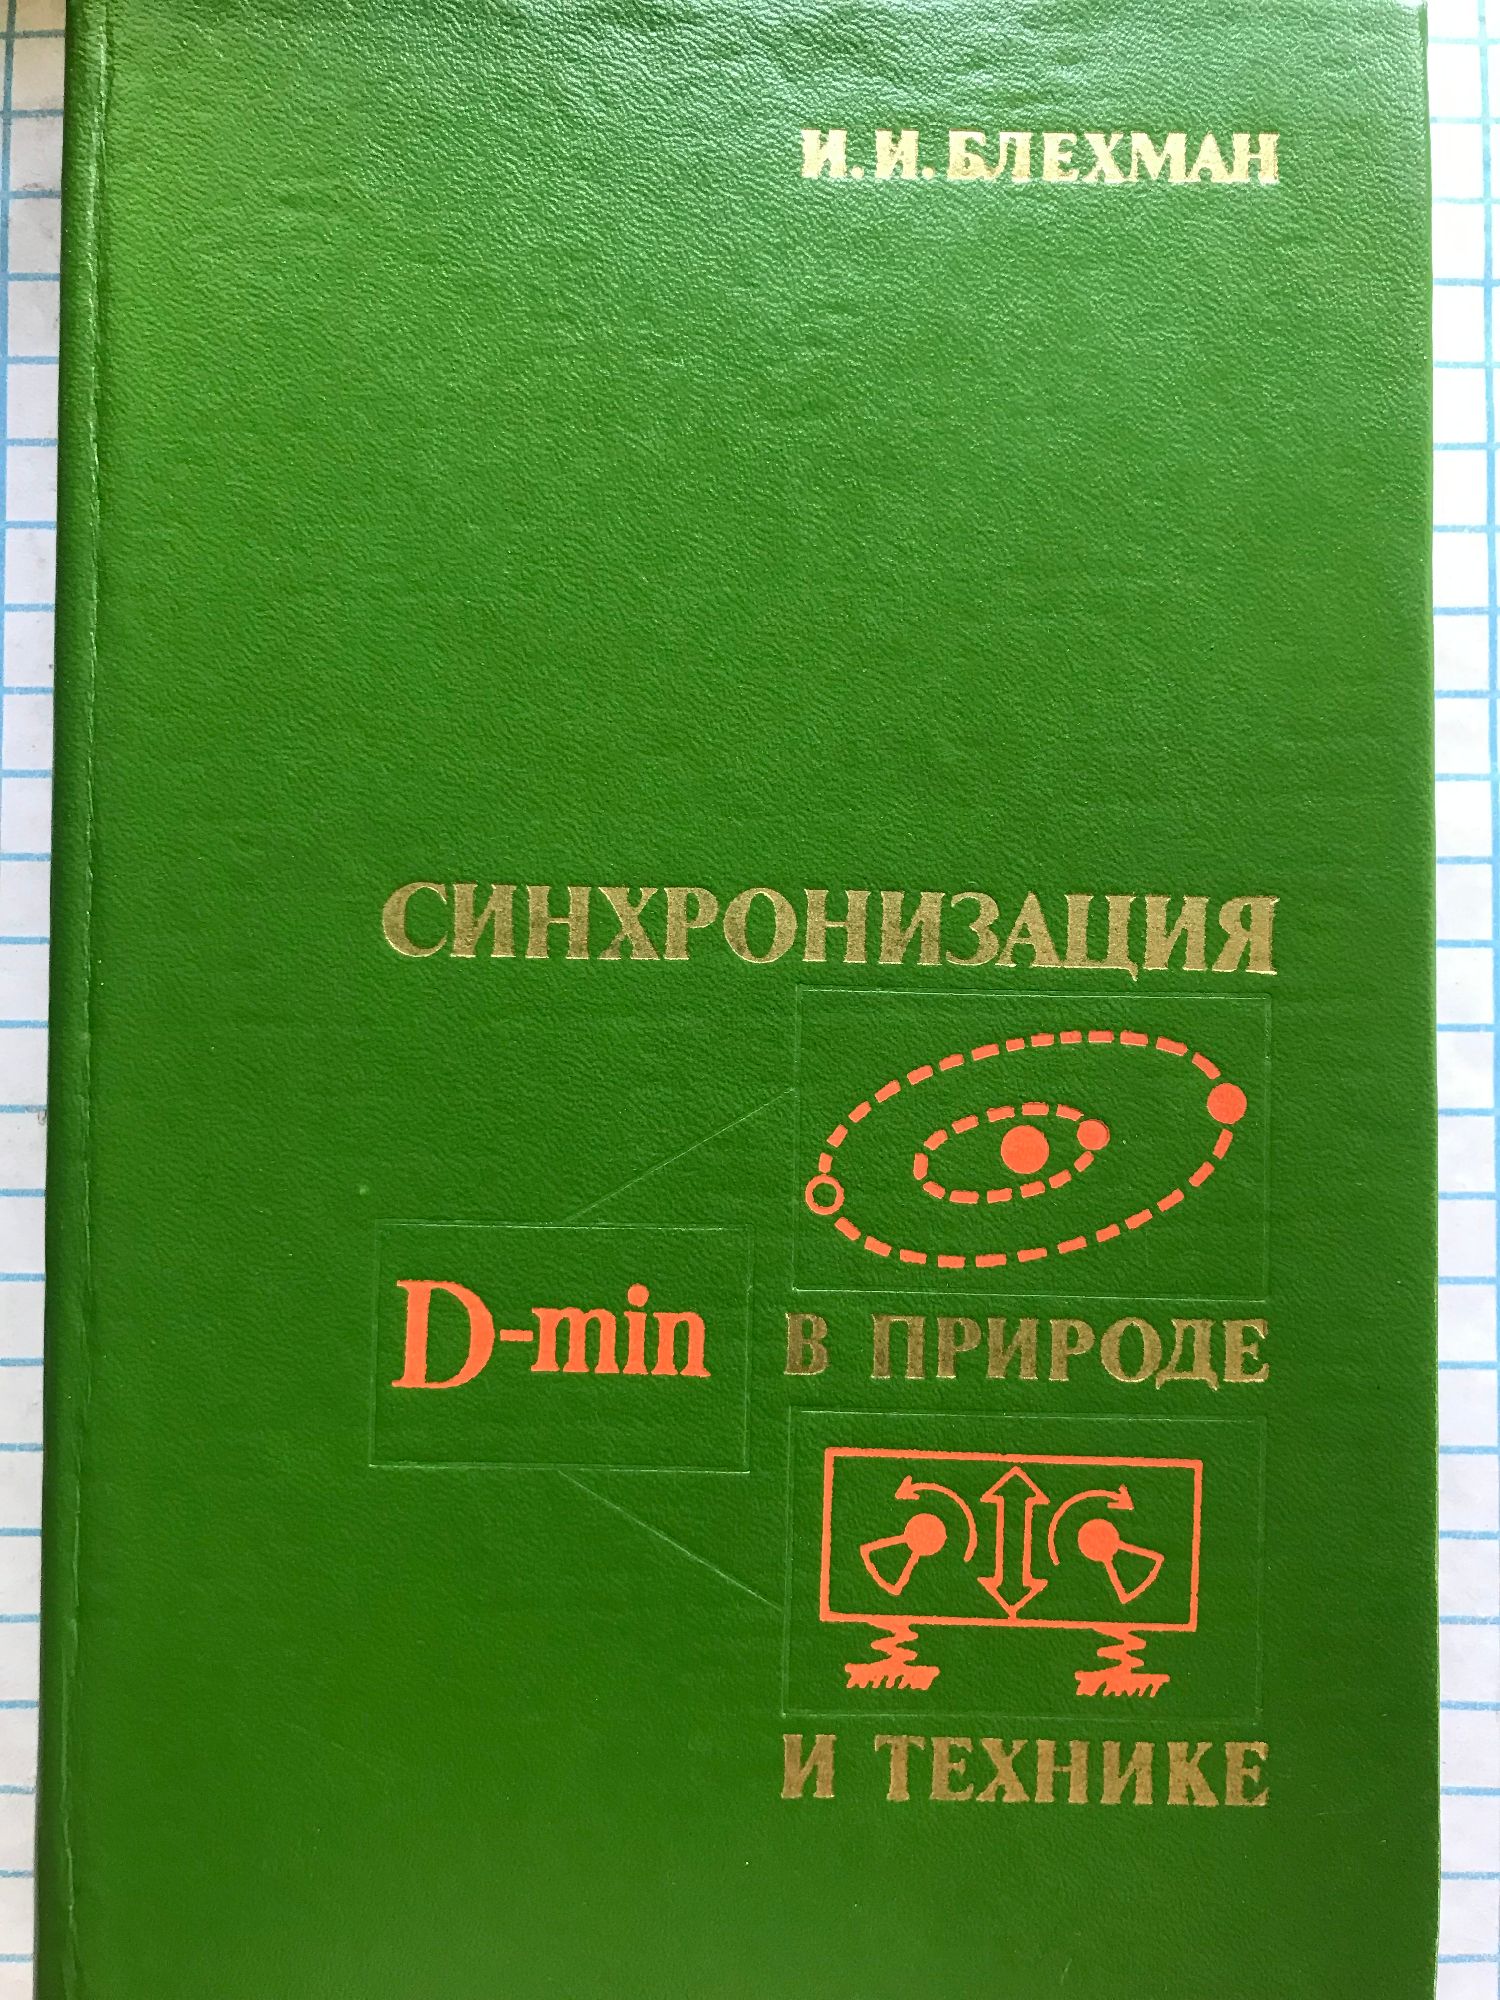 И. И. БЛЕХМАН
СИНХРОНИЗАЦИЯ
D-min
В ПРИРОДЕ
И ТЕХНИКЕ